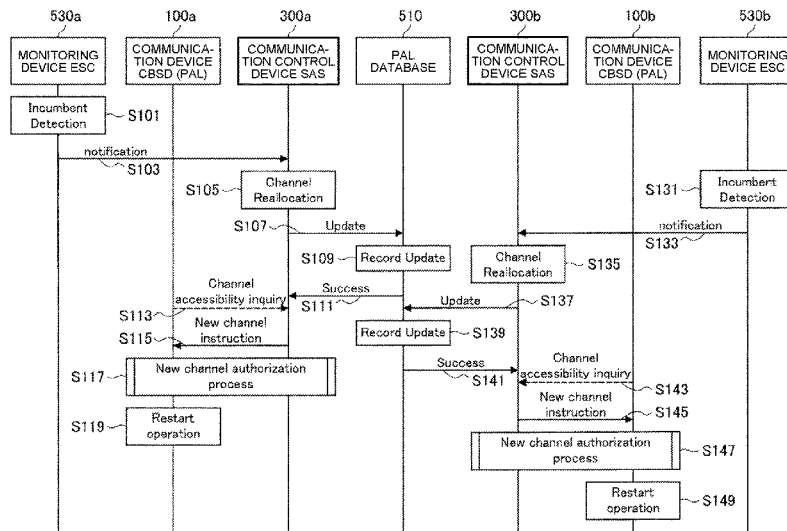 530a
100a
300a
510
300b
100b
530b
MONITORING
DEVICE ESC
COMMUNICA-
TION DEVICE
CBSD (PAL)
COMMUNICA-
TION CONTROL
DEVICE SAS
PAL
DATABASE
COMMUNICA-
TION CONTROL
DEVICE SAS
COMMUNICA-
TION DEVICE
CBSD (PAL)
MONITORING
DEVICE ESC
Incumbent
Detection
S101
notification
S103
S105
Channel
Reallocation
S131
Incumbent
Detection
S107
Update
notification
S133
S109
Record Update
Channel
Reallocation
S135
Channel
accessibility inquiry
S113
Success
S111
Update
S137
New channel
instruction
S115
Record Update
S139
S117
New channel authorization
process
Success
S141
Channel
accessibility inquiry
S143
S119
Restart
operation
New channel
instruction
S145
New channel authorization
process
S147
Restart
operation
S149